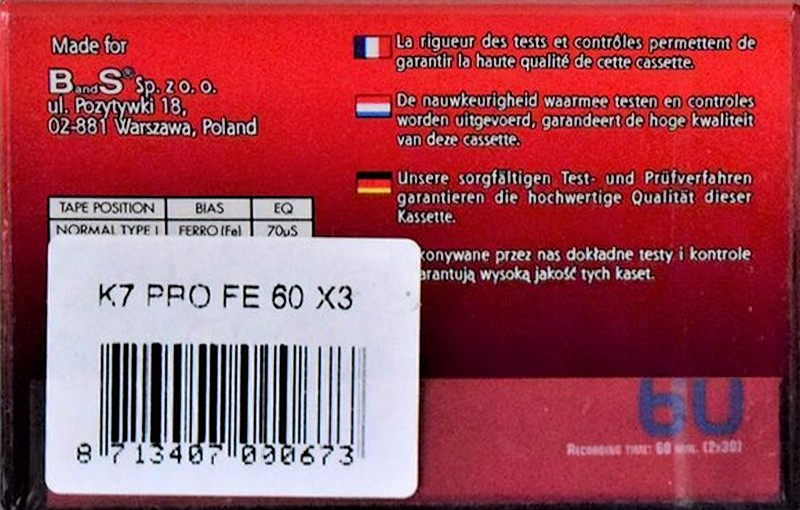 Made for
BandS® Sp. z o. o.
ul. Pozytywki 18,
02-881 Warszawa, Poland
La rigueur des tests et contrôles permettent de
garantir la haute qualité de cette cassette.
De nauwkeurigheid waarmee testen en controles
worden uitgevoerd, garandeert de hoge kwaliteit
van deze cassette.
Unsere sorgfältigen Test- und Prüfverfahren
garantieren die hochwertige Qualität dieser
Kassette.
konywane przez nas dokładne testy i kontrole
arantują wysoką jakość tych kaset.
TAPE POSITION BIAS EQ
NORMAL TYPE I FERRO (Fe) 70µS
K7 PRO FE 60 X3
8 713407 000673
60
RECORDING TIME: 60 MIN. (2x30)